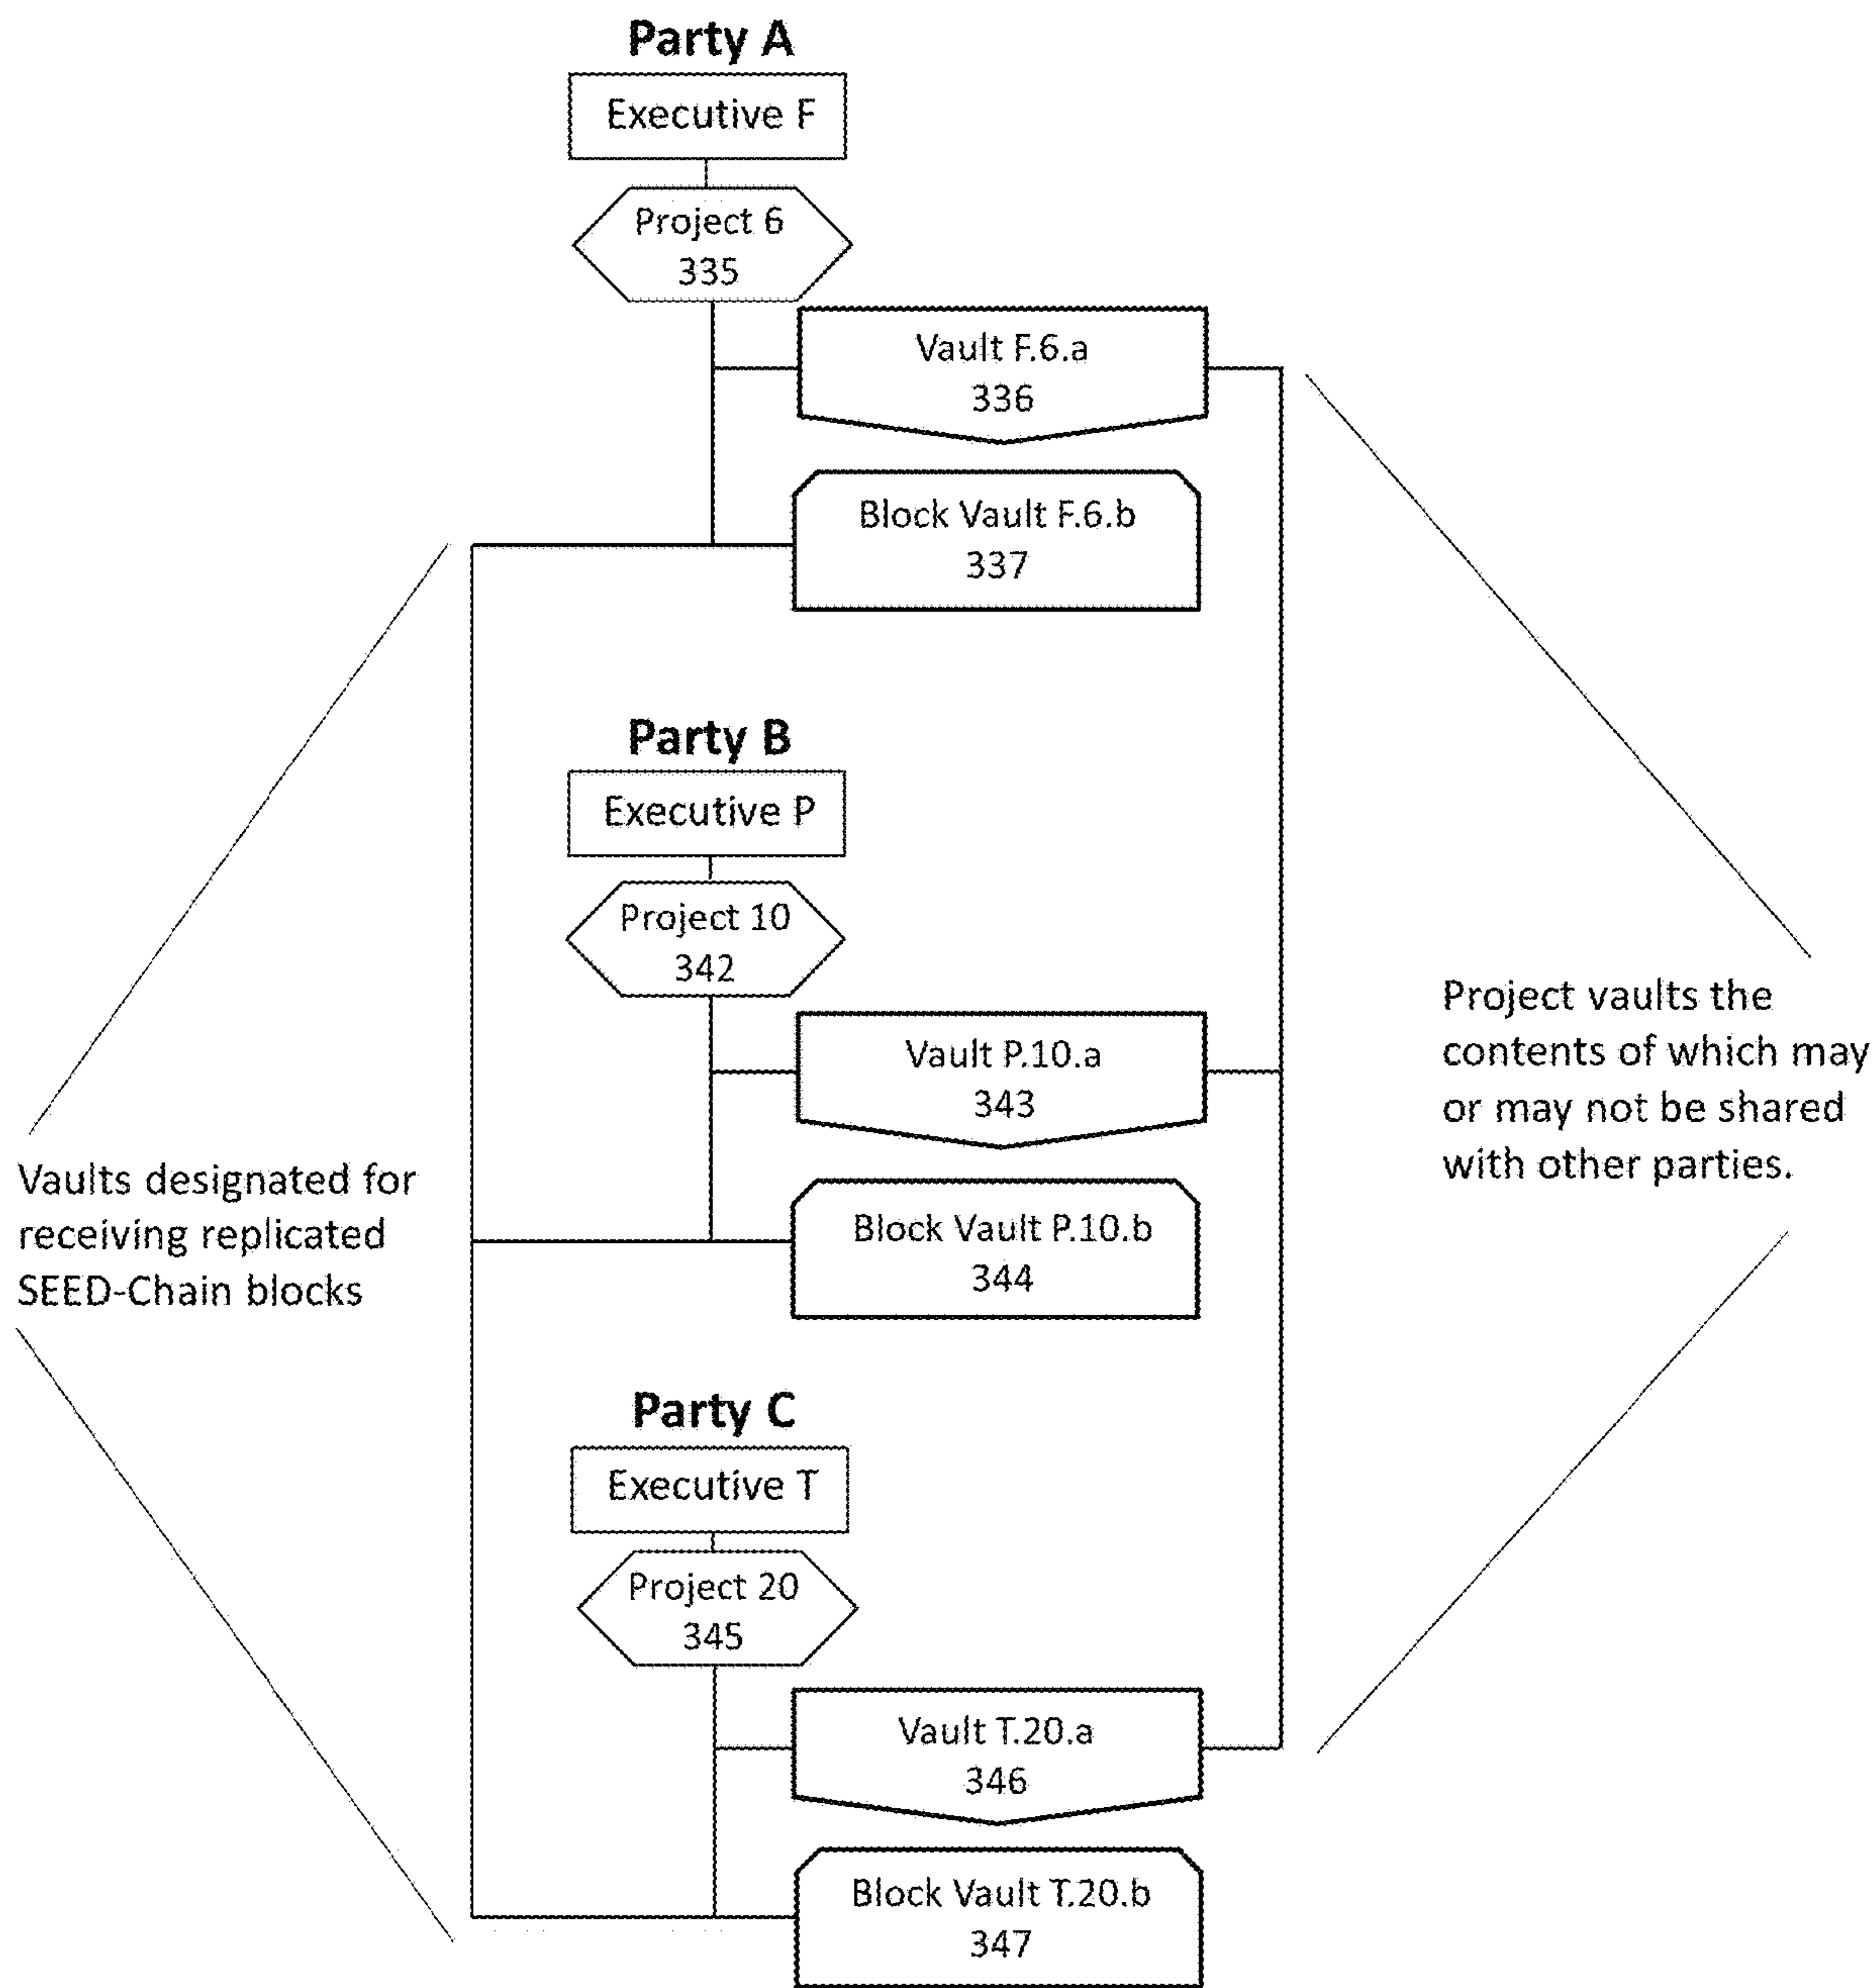 Party A
Executive F
Project 6
335
Vault F.6.a
336
Block Vault F.6.b
337
Party B
Executive P
Project 10
342
Vault P.10.a
343
Block Vault P.10.b
344
Party C
Executive T
Project 20
345
Vault T.20.a
346
Block Vault T.20.b
347
Vaults designated for
receiving replicated
SEED-Chain blocks
Project vaults the
contents of which may
or may not be shared
with other parties.